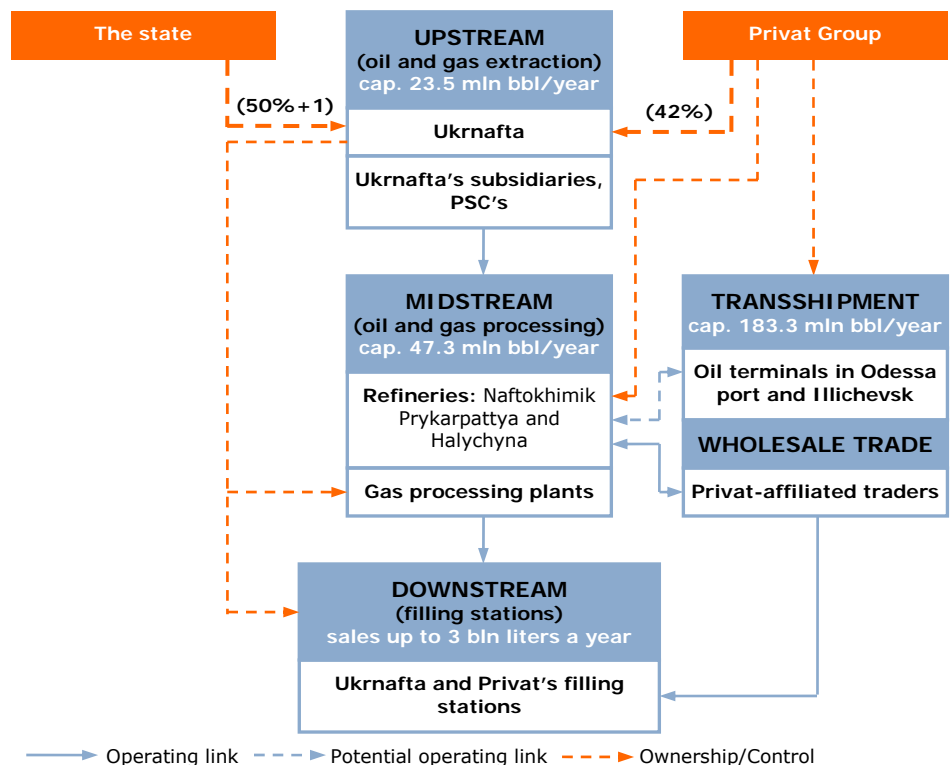 The state
UPSTREAM
(oil and gas extraction)
cap. 23.5 mln bbl/year
Privat Group
(50%+1)
(42%)
Ukrnafta
Ukrnafta's subsidiaries,
PSC's
MIDSTREAM
(oil and gas processing)
cap. 47.3 mln bbl/year
TRANSSHIPMENT
cap. 183.3 mln bbl/year
Refineries: Naftokhimik
Prykarpattya and
Halychyna
Oil terminals in Odessa
port and Illichevsk
WHOLESALE TRADE
Gas processing plants
Privat-affiliated traders
DOWNSTREAM
(filling stations)
sales up to 3 bln liters a year
Ukrnafta and Privat's filling
stations
Operating link
Potential operating link
Ownership/Control